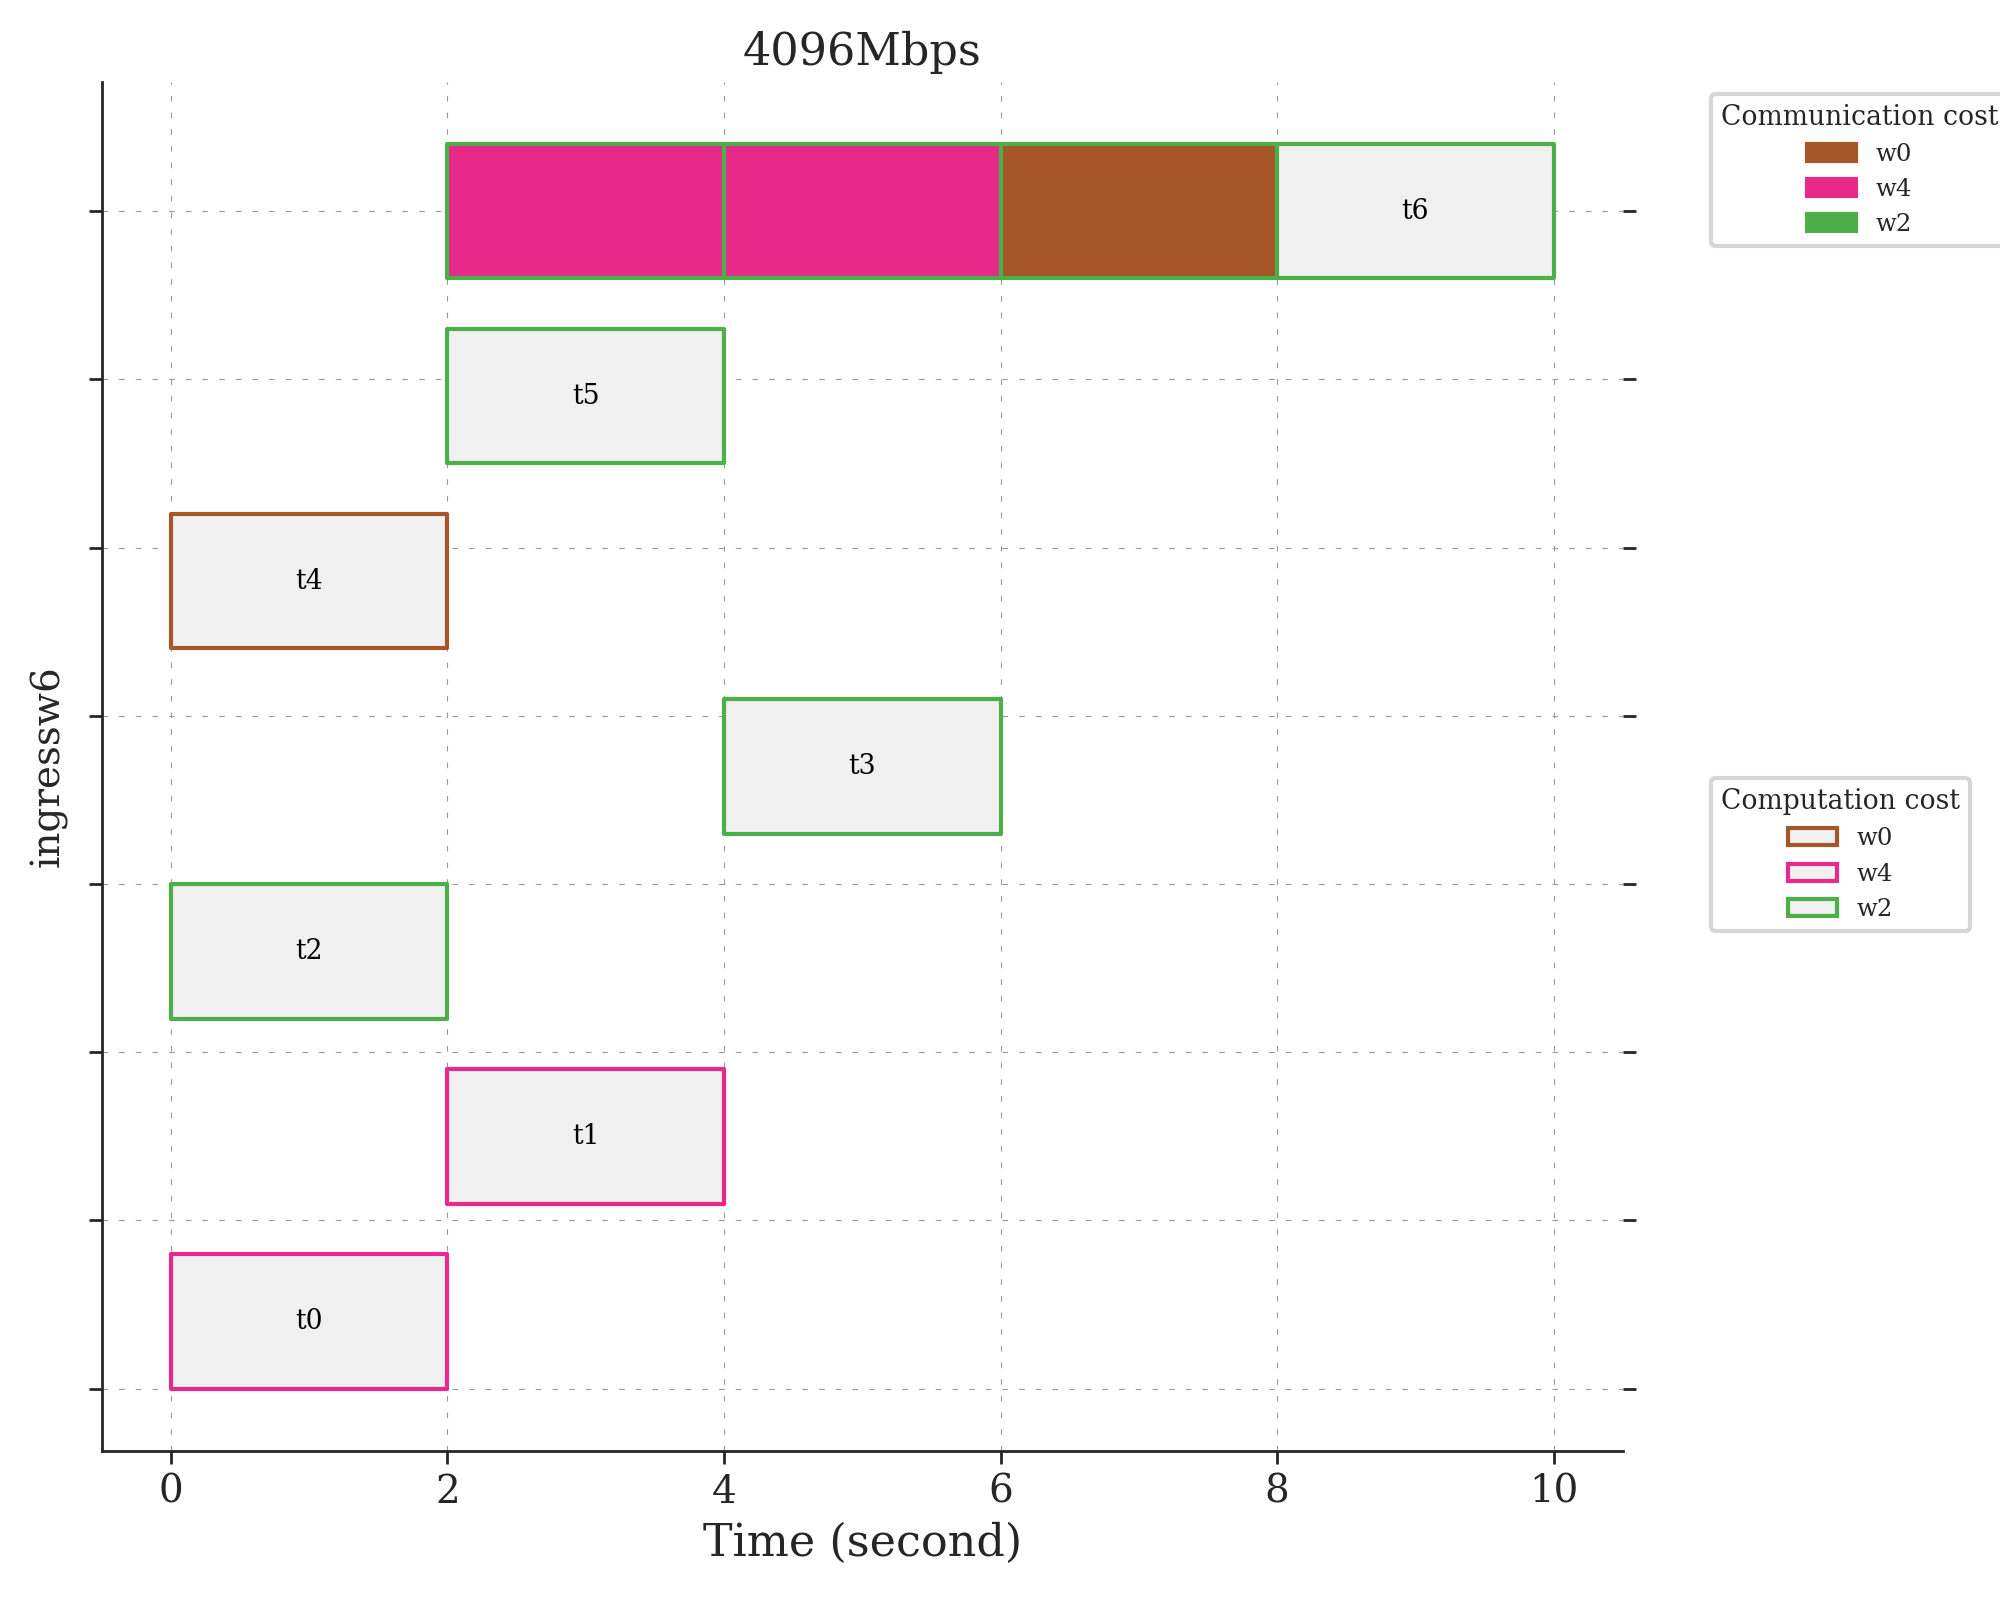 4096Mbps
Communication cost
w0
w4
w2
t6
t5
t4
t3
t2
t1
t0
ingressw6
Computation cost
w0
w4
w2
0 2 4 6 8 10
Time (second)